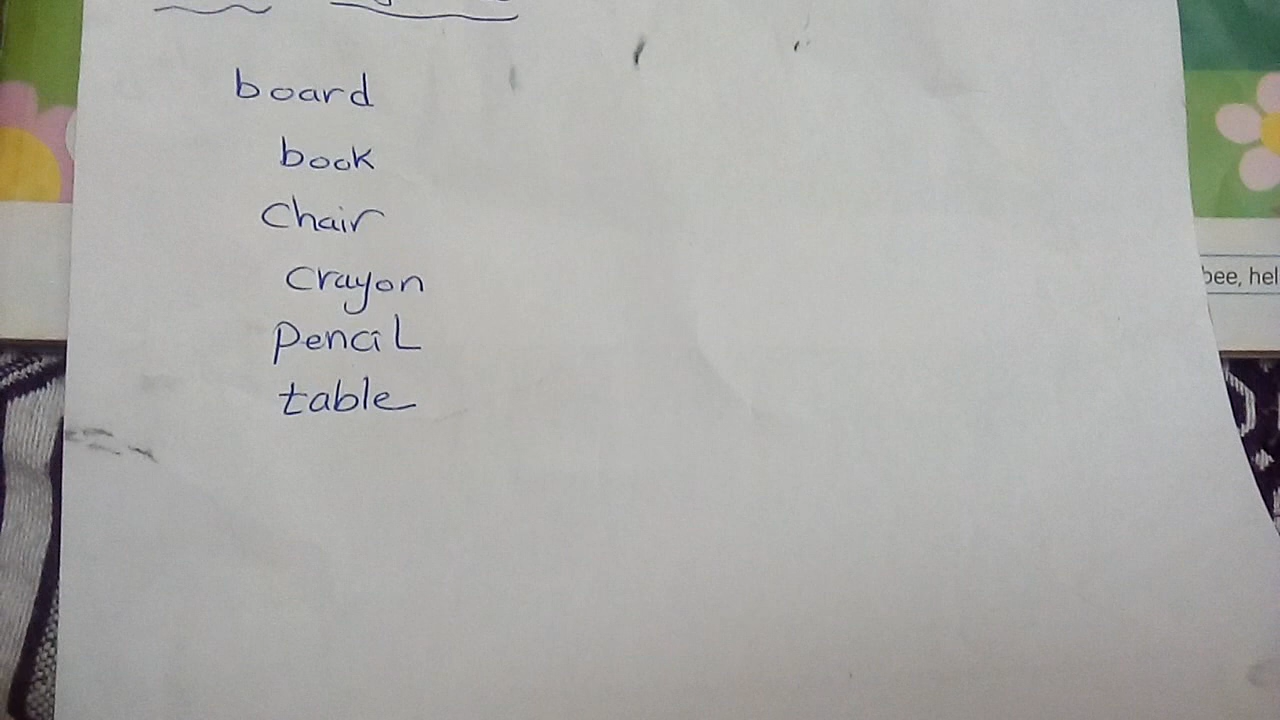 board
book
Chair
Crayon
pencil
table
bee, hel